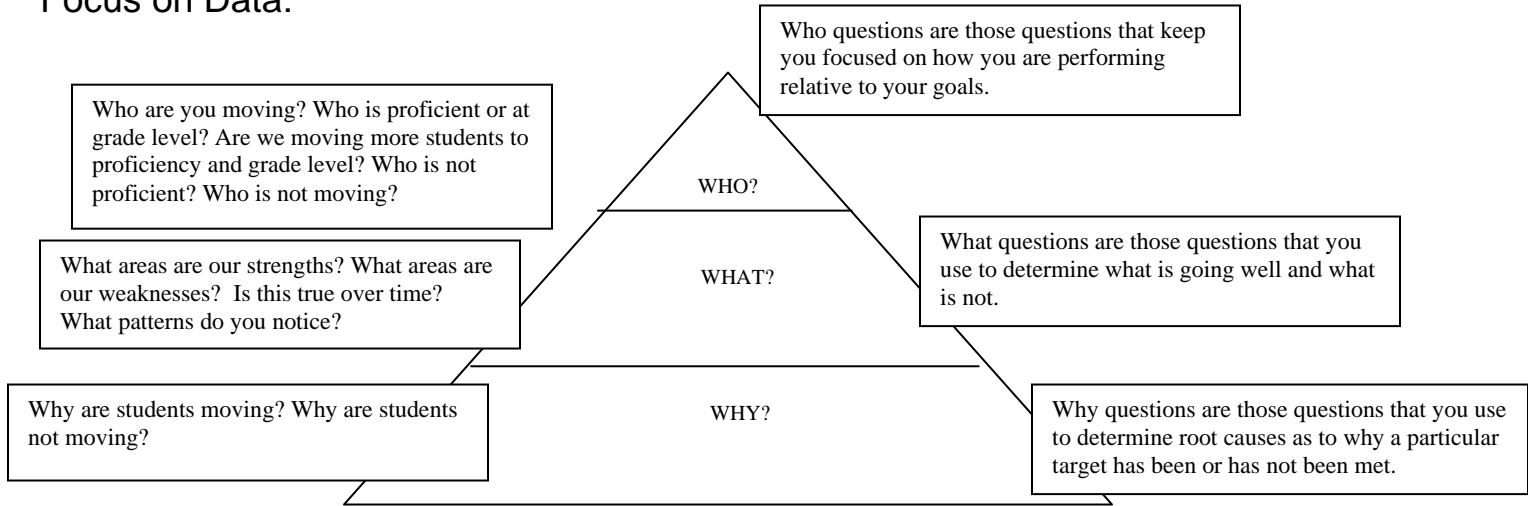 Focus on Data:
Who questions are those questions that keep
you focused on how you are performing
relative to your goals.
Who are you moving? Who is proficient or at
grade level? Are we moving more students to
proficiency and grade level? Who is not
proficient? Who is not moving?
WHO?
What areas are our strengths? What areas are
our weaknesses?  Is this true over time?
What patterns do you notice?
WHAT?
What questions are those questions that you
use to determine what is going well and what
is not.
Why are students moving? Why are students
not moving?
WHY?
Why questions are those questions that you use
to determine root causes as to why a particular
target has been or has not been met.